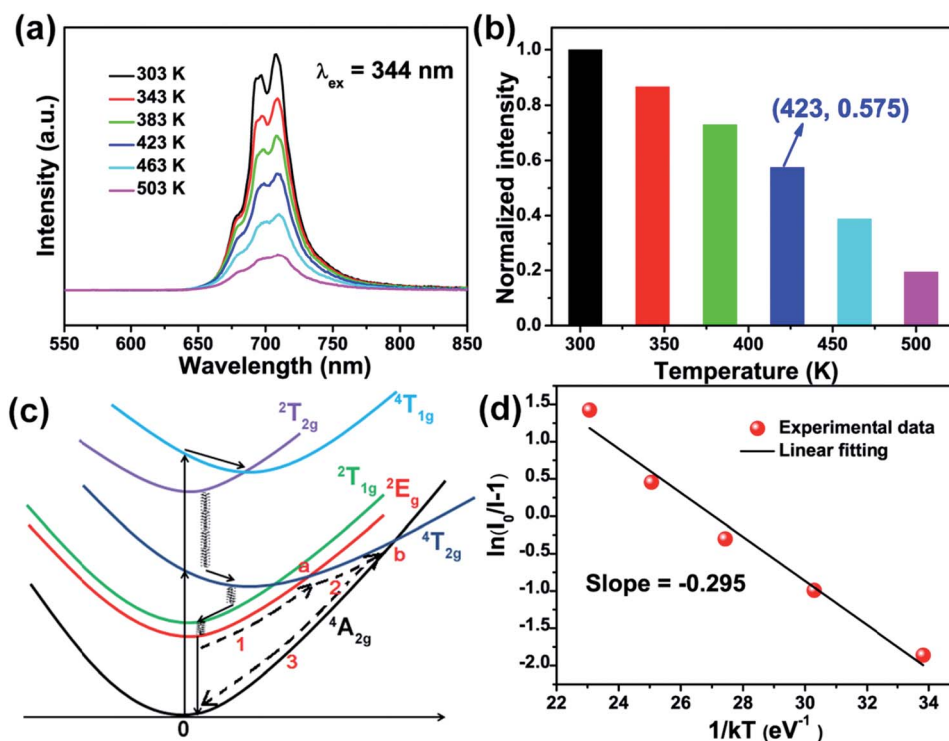 (a)
Intensity (a.u.)
303 K
343 K
383 K
423 K
463 K
503 K
λex = 344 nm
550 600 650 700 750 800 850
Wavelength (nm)
(b)
Normalized intensity
1.0
0.8
0.6
0.4
0.2
0.0
(423, 0.575)
300 350 400 450 500
Temperature (K)
(c)
²T₂g
⁴T₁g
²T₁g
²Eg
⁴T₂g
a
b
2
⁴A₂g
1
3
0
(d)
ln(I₀/I-1)
1.5
1.0
0.5
0.0
-0.5
-1.0
-1.5
-2.0
Experimental data
Linear fitting
Slope = -0.295
22 24 26 28 30 32 34
1/kT (eV⁻¹)